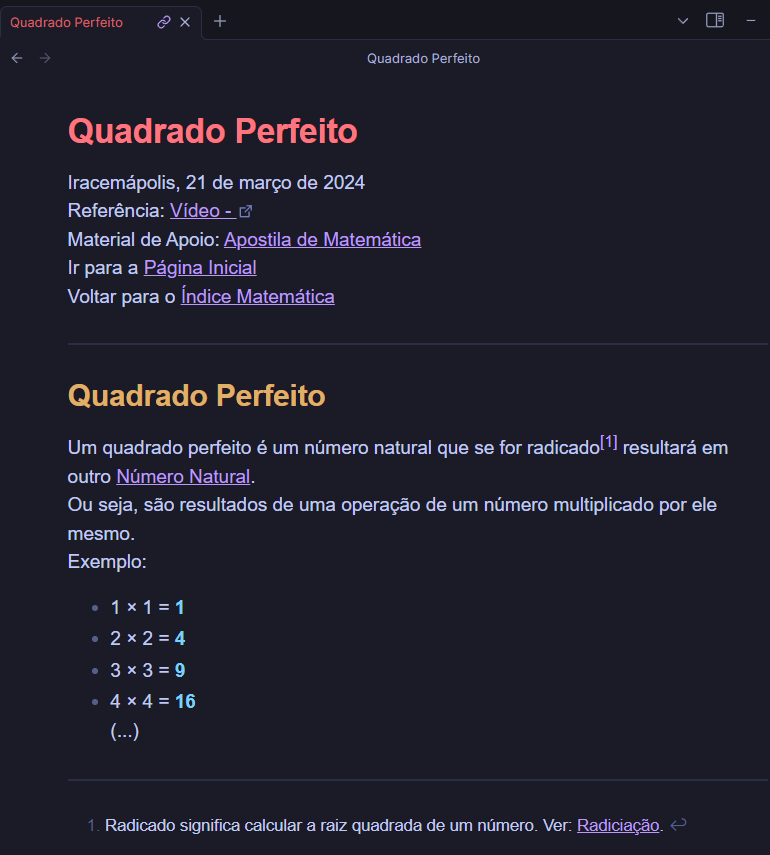 Quadrado Perfeito
Quadrado Perfeito
Quadrado Perfeito
Iracemápolis, 21 de março de 2024
Referência: Vídeo -
Material de Apoio: Apostila de Matemática
Ir para a Página Inicial
Voltar para o Índice Matemática
Quadrado Perfeito
Um quadrado perfeito é um número natural que se for radicado[1] resultará em
outro Número Natural.
Ou seja, são resultados de uma operação de um número multiplicado por ele
mesmo.
Exemplo:
• 1 × 1 = 1
• 2 × 2 = 4
• 3 × 3 = 9
• 4 × 4 = 16
(...)
1. Radicado significa calcular a raiz quadrada de um número. Ver: Radiciação. ↩